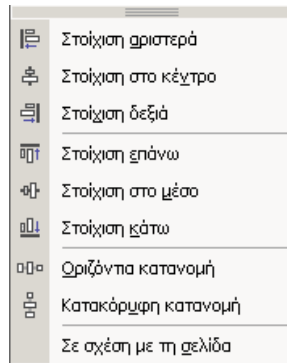 Στοίχιση αριστερά
Στοίχιση στο κέντρο
Στοίχιση δεξιά
Στοίχιση επάνω
Στοίχιση στο μέσο
Στοίχιση κάτω
Οριζόντια κατανομή
Κατακόρυφη κατανομή
Σε σχέση με τη σελίδα